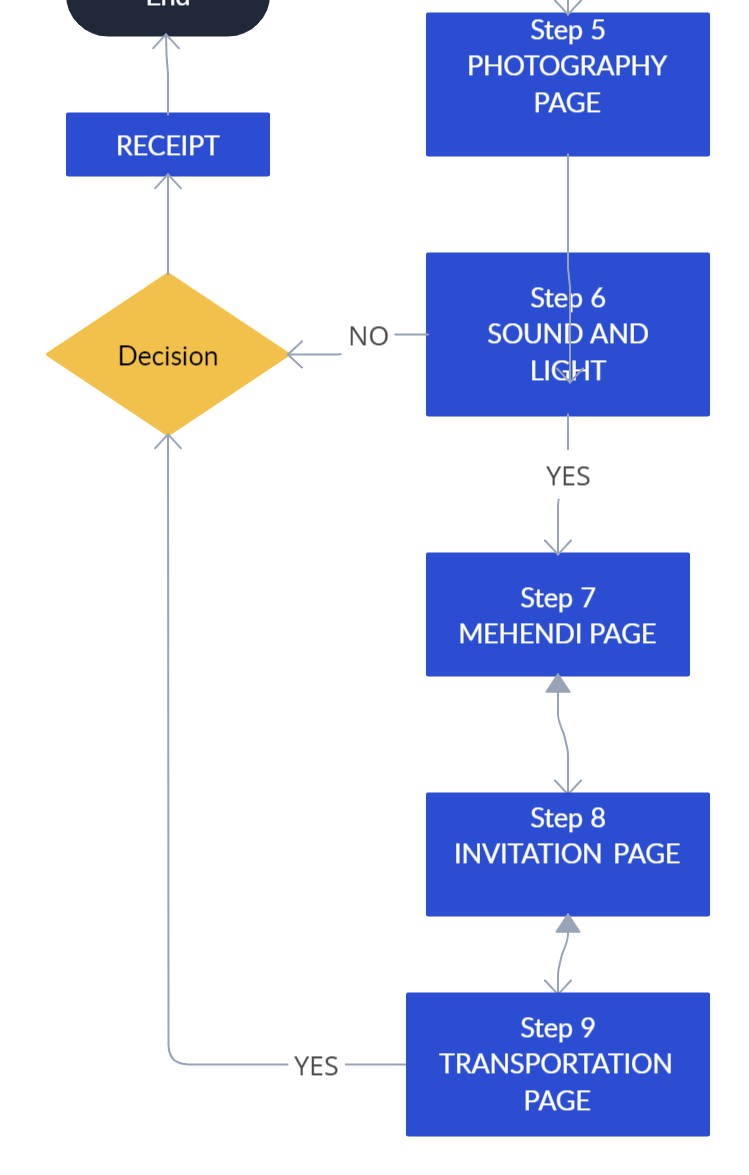 End
Step 5
PHOTOGRAPHY
PAGE
RECEIPT
Step 6
SOUND AND
LIGHT
NO
Decision
YES
Step 7
MEHENDI PAGE
Step 8
INVITATION PAGE
Step 9
TRANSPORTATION
PAGE
YES